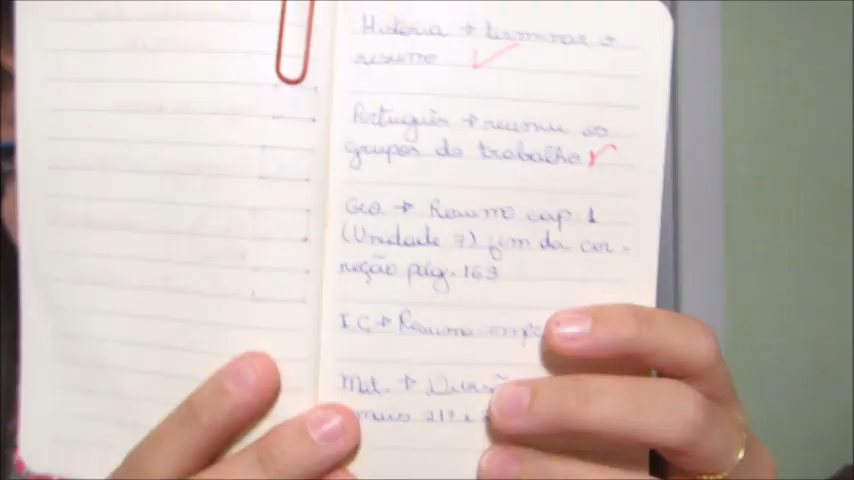 História → terminar o
resumo
Português → reunir os
grupos do trabalho
Geo. → Resumo cap. 1
(Unidade 7) fim da cor-
reção pág. 163
→ Resumo
Mat. →